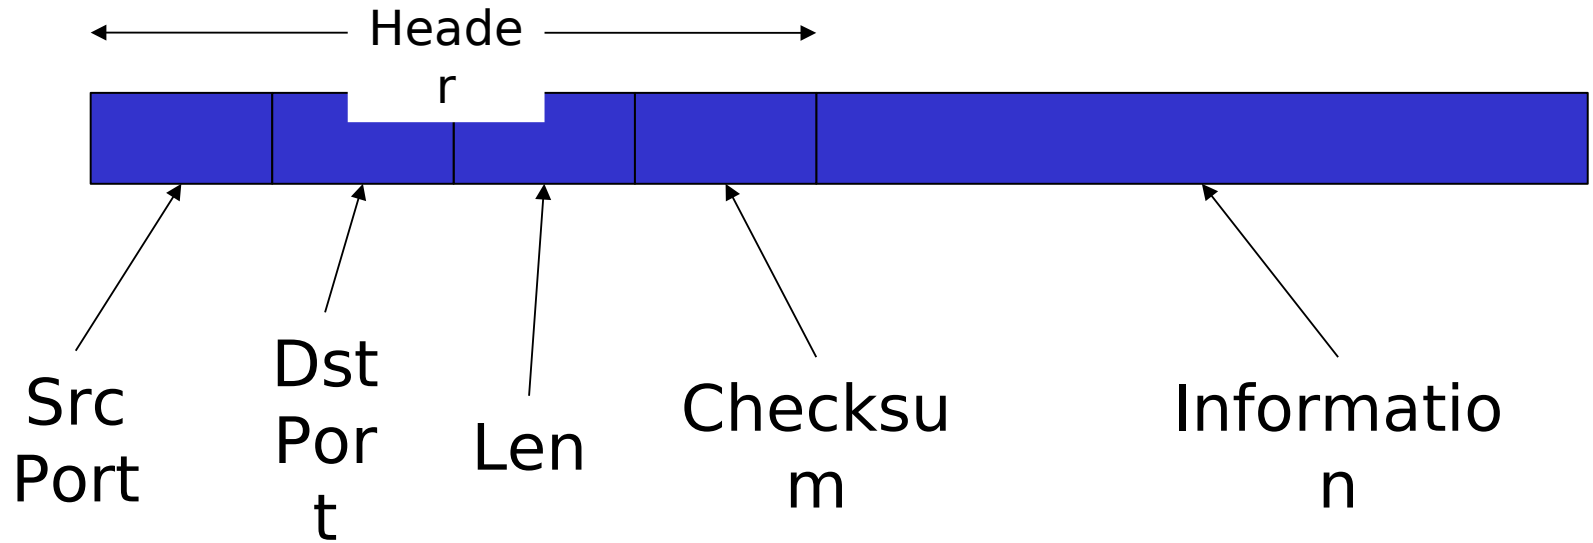 Heade
r
Src
Port
Dst
Por
t
Len
Checksu
m
Informatio
n